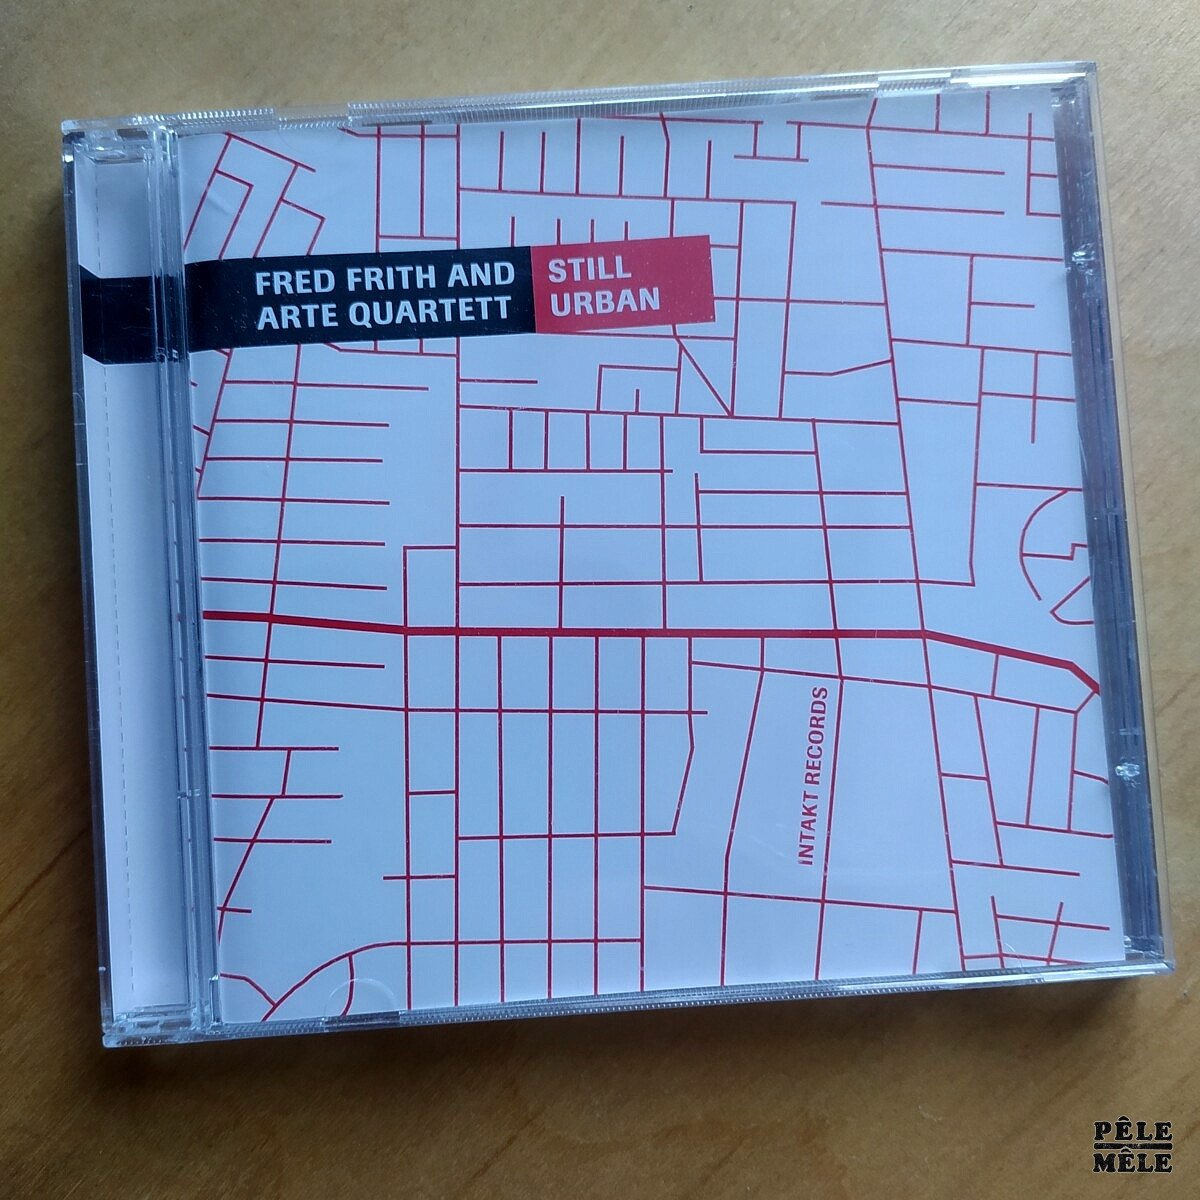 FRED FRITH AND
ARTE QUARTETT
STILL
URBAN
INTAKT RECORDS
PÊLE
MÊLE